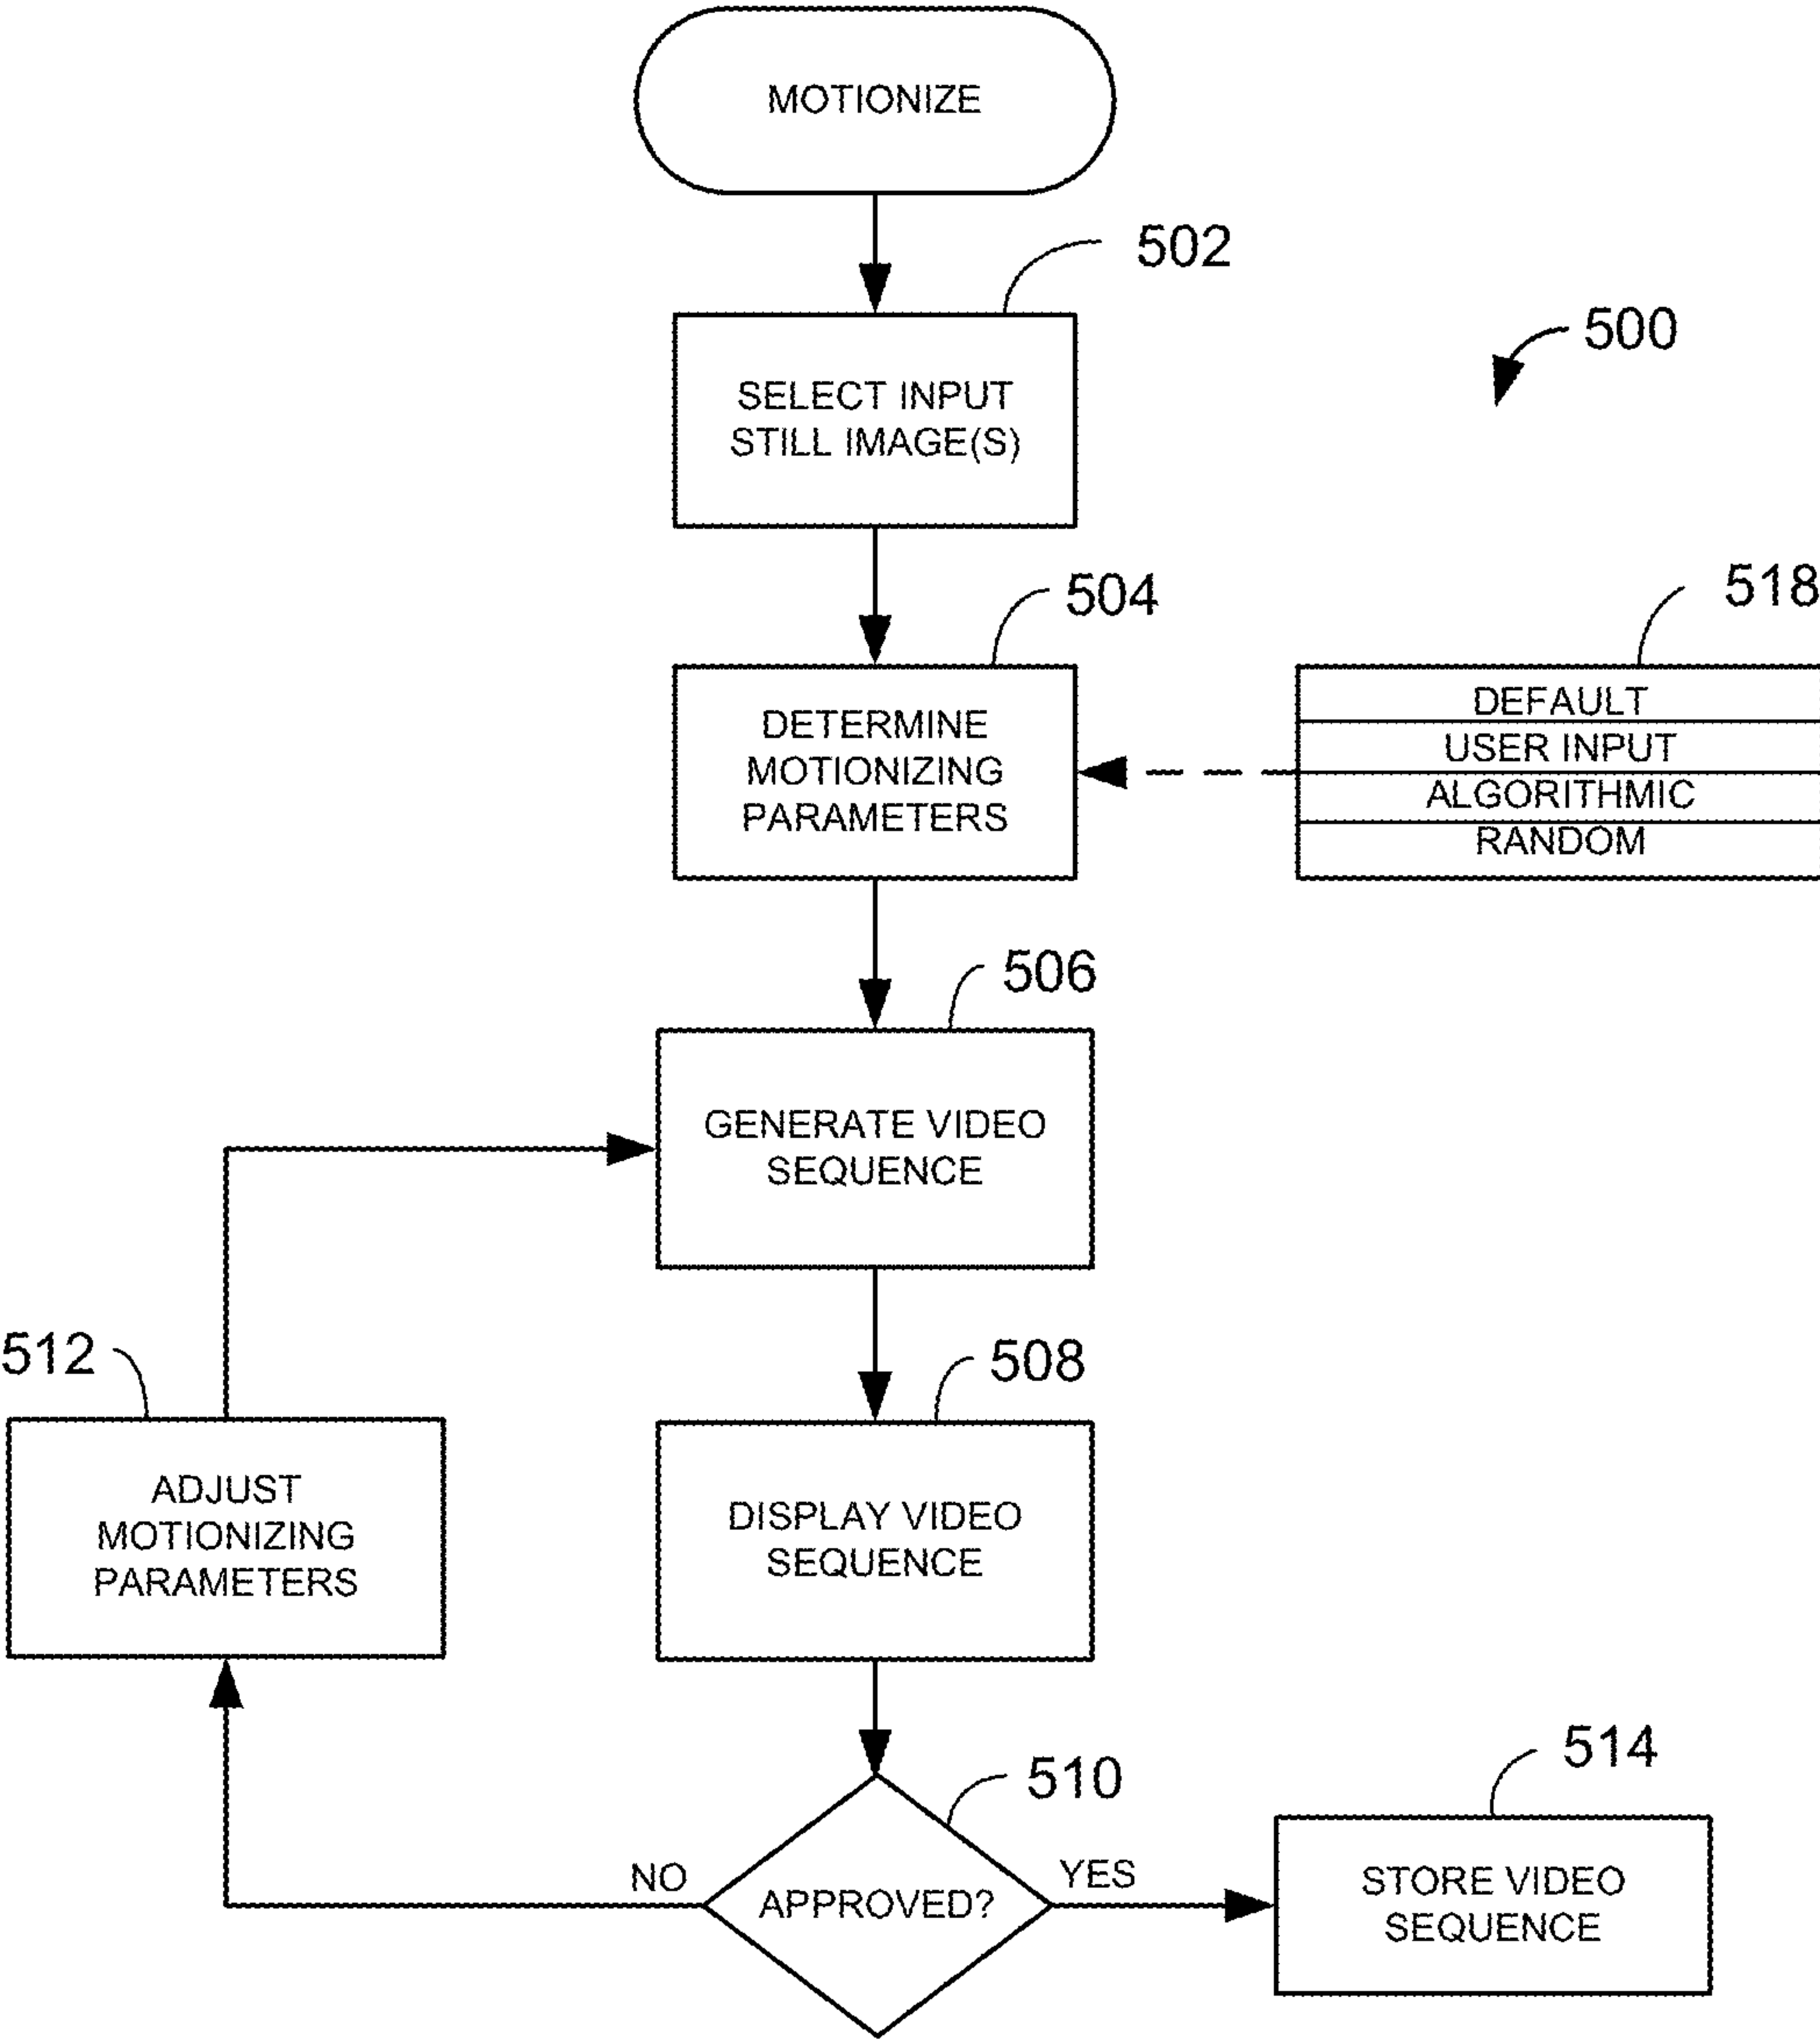 MOTIONIZE
502
500
SELECT INPUT
STILL IMAGE(S)
504
518
DETERMINE
MOTIONIZING
PARAMETERS
DEFAULT
USER INPUT
ALGORITHMIC
RANDOM
506
GENERATE VIDEO
SEQUENCE
512
508
ADJUST
MOTIONIZING
PARAMETERS
DISPLAY VIDEO
SEQUENCE
510
514
NO
APPROVED?
YES
STORE VIDEO
SEQUENCE